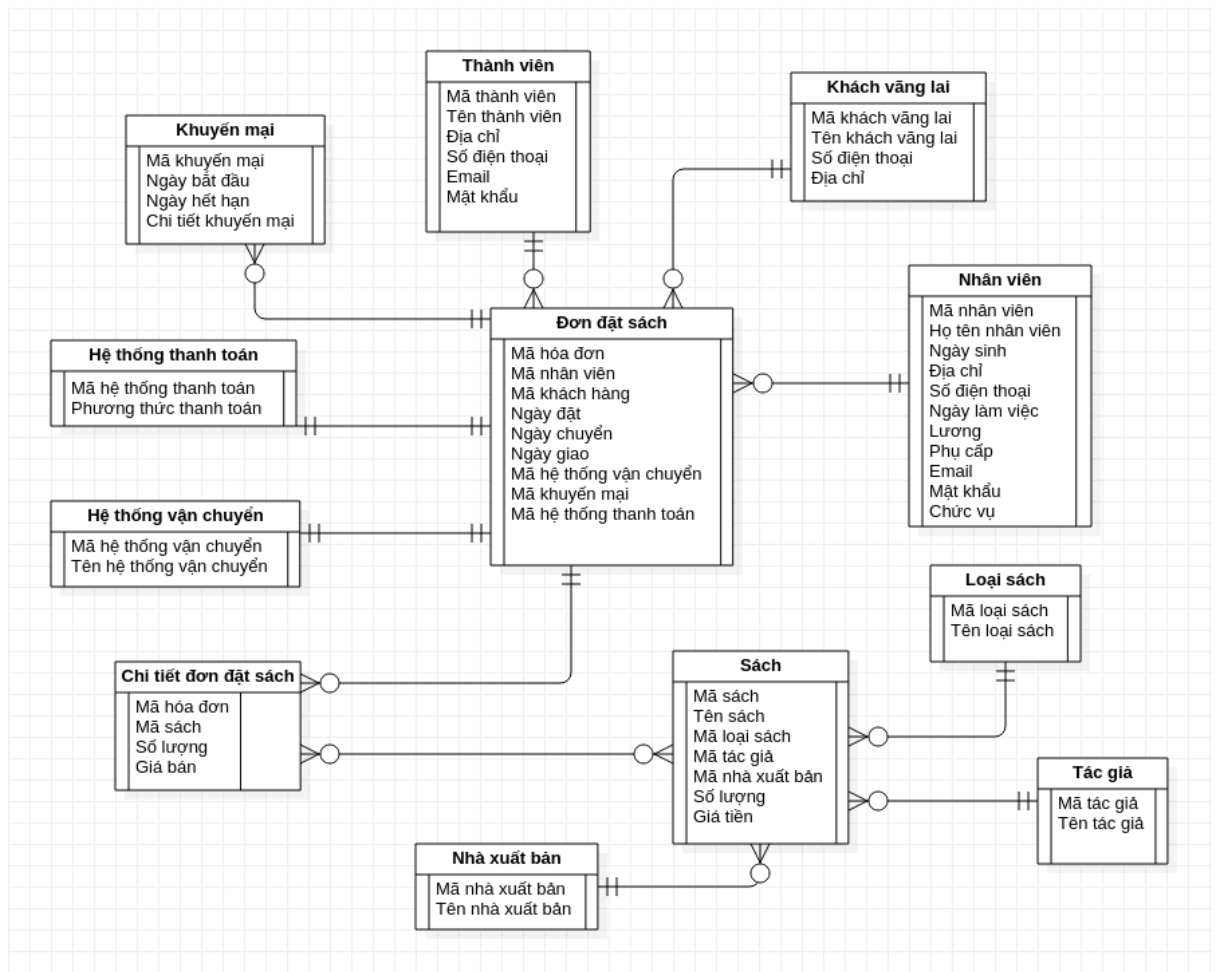 Thành viên
Mã thành viên
Tên thành viên
Địa chỉ
Số điện thoại
Email
Mật khẩu
Khách vãng lai
Mã khách vãng lai
Tên khách vãng lai
Số điện thoại
Địa chỉ
Khuyến mại
Mã khuyến mại
Ngày bắt đầu
Ngày hết hạn
Chi tiết khuyến mại
Nhân viên
Mã nhân viên
Họ tên nhân viên
Ngày sinh
Địa chỉ
Số điện thoại
Ngày làm việc
Lương
Phụ cấp
Email
Mật khẩu
Chức vụ
Đơn đặt sách
Mã hóa đơn
Mã nhân viên
Mã khách hàng
Ngày đặt
Ngày chuyển
Ngày giao
Mã hệ thống vận chuyển
Mã khuyến mại
Mã hệ thống thanh toán
Hệ thống thanh toán
Mã hệ thống thanh toán
Phương thức thanh toán
Hệ thống vận chuyển
Mã hệ thống vận chuyển
Tên hệ thống vận chuyển
Loại sách
Mã loại sách
Tên loại sách
Chi tiết đơn đặt sách
Mã hóa đơn
Mã sách
Số lượng
Giá bán
Sách
Mã sách
Tên sách
Mã loại sách
Mã tác giả
Mã nhà xuất bản
Số lượng
Giá tiền
Tác giả
Mã tác giả
Tên tác giả
Nhà xuất bản
Mã nhà xuất bản
Tên nhà xuất bản